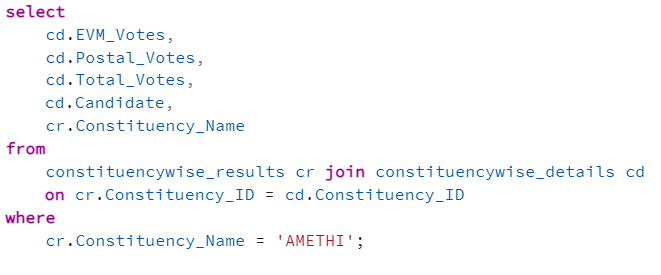 select
    cd.EVM_Votes,
    cd.Postal_Votes,
    cd.Total_Votes,
    cd.Candidate,
    cr.Constituency_Name
from
    constituencywise_results cr join constituencywise_details cd
    on cr.Constituency_ID = cd.Constituency_ID
where
    cr.Constituency_Name = 'AMETHI';